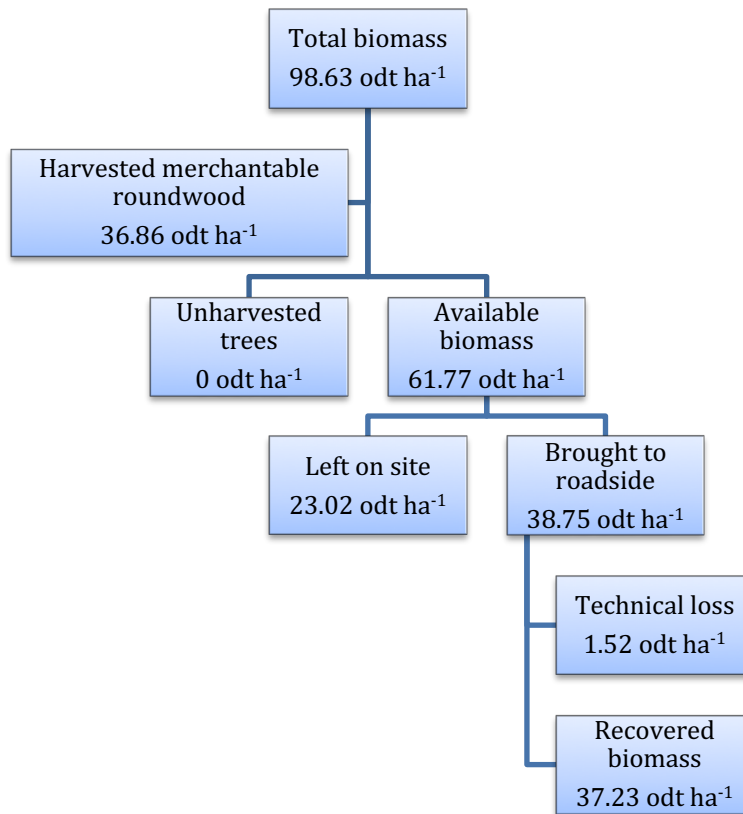 Total biomass
98.63 odt ha⁻¹
Harvested merchantable
roundwood
36.86 odt ha⁻¹
Unharvested
trees
0 odt ha⁻¹
Available
biomass
61.77 odt ha⁻¹
Left on site
23.02 odt ha⁻¹
Brought to
roadside
38.75 odt ha⁻¹
Technical loss
1.52 odt ha⁻¹
Recovered
biomass
37.23 odt ha⁻¹